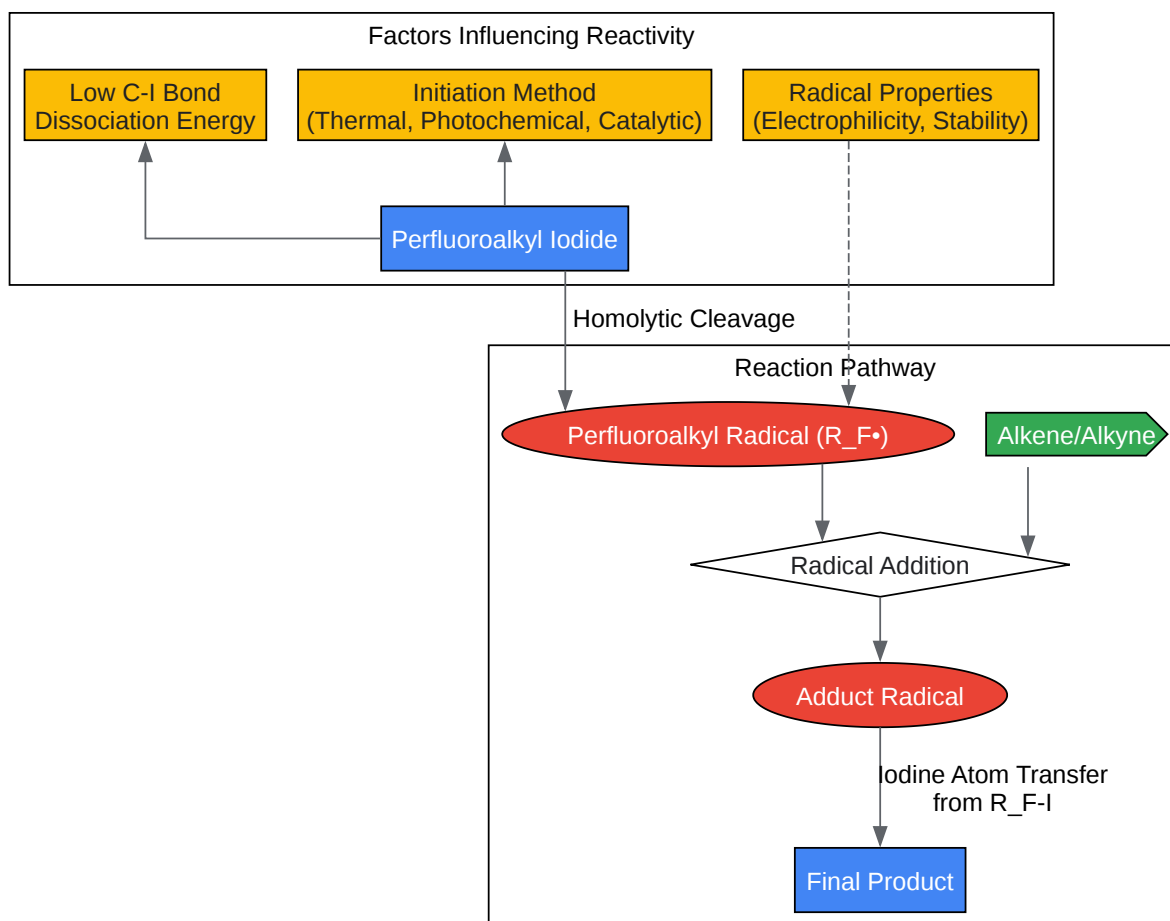 Factors Influencing Reactivity
Low C-I Bond
Dissociation Energy
Initiation Method
(Thermal, Photochemical, Catalytic)
Radical Properties
(Electrophilicity, Stability)
Perfluoroalkyl Iodide
Homolytic Cleavage
Reaction Pathway
Perfluoroalkyl Radical (R_F•)
Alkene/Alkyne
Radical Addition
Adduct Radical
Iodine Atom Transfer
from R_F-I
Final Product